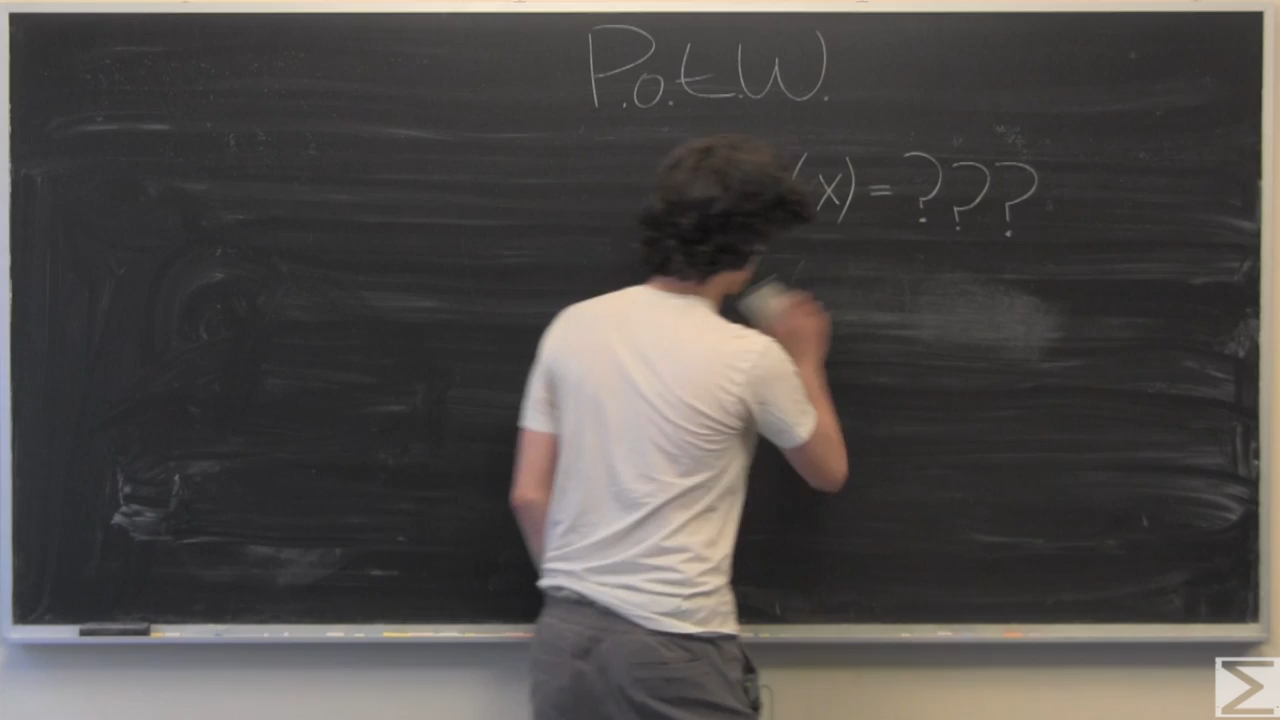 P.o.t.W.
(x) = ???
Σ